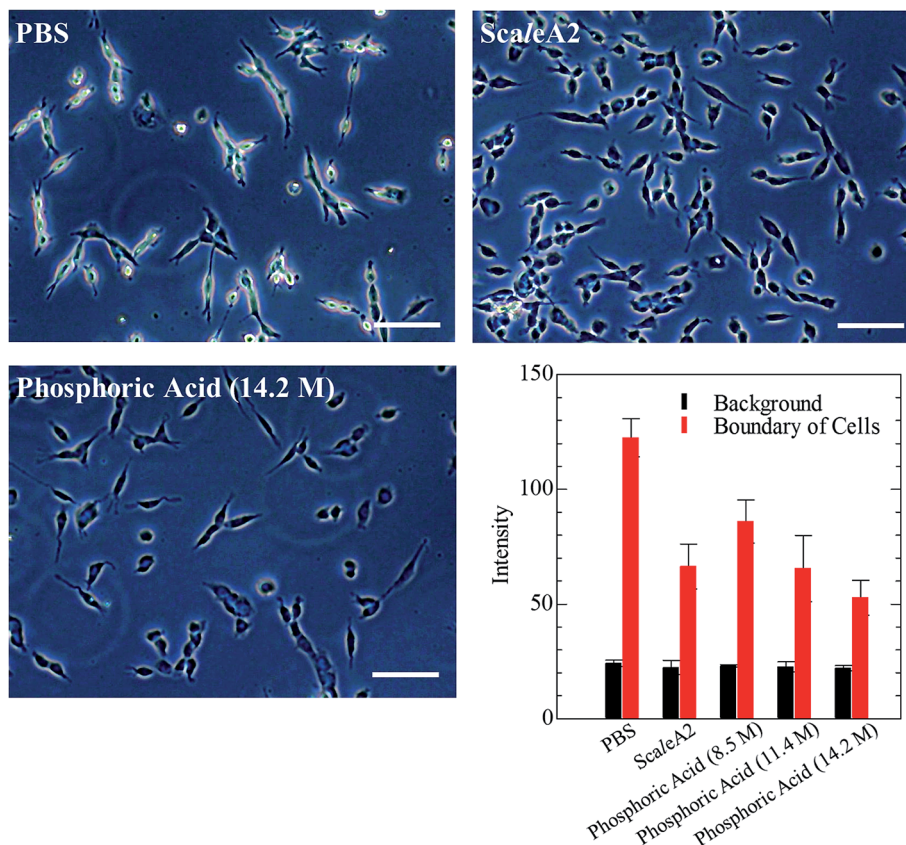 PBS
ScaleA2
Phosphoric Acid (14.2 M)
150
100
50
0
Intensity
Background
Boundary of Cells
PBS
ScaleA2
Phosphoric Acid (8.5 M)
Phosphoric Acid (11.4 M)
Phosphoric Acid (14.2 M)